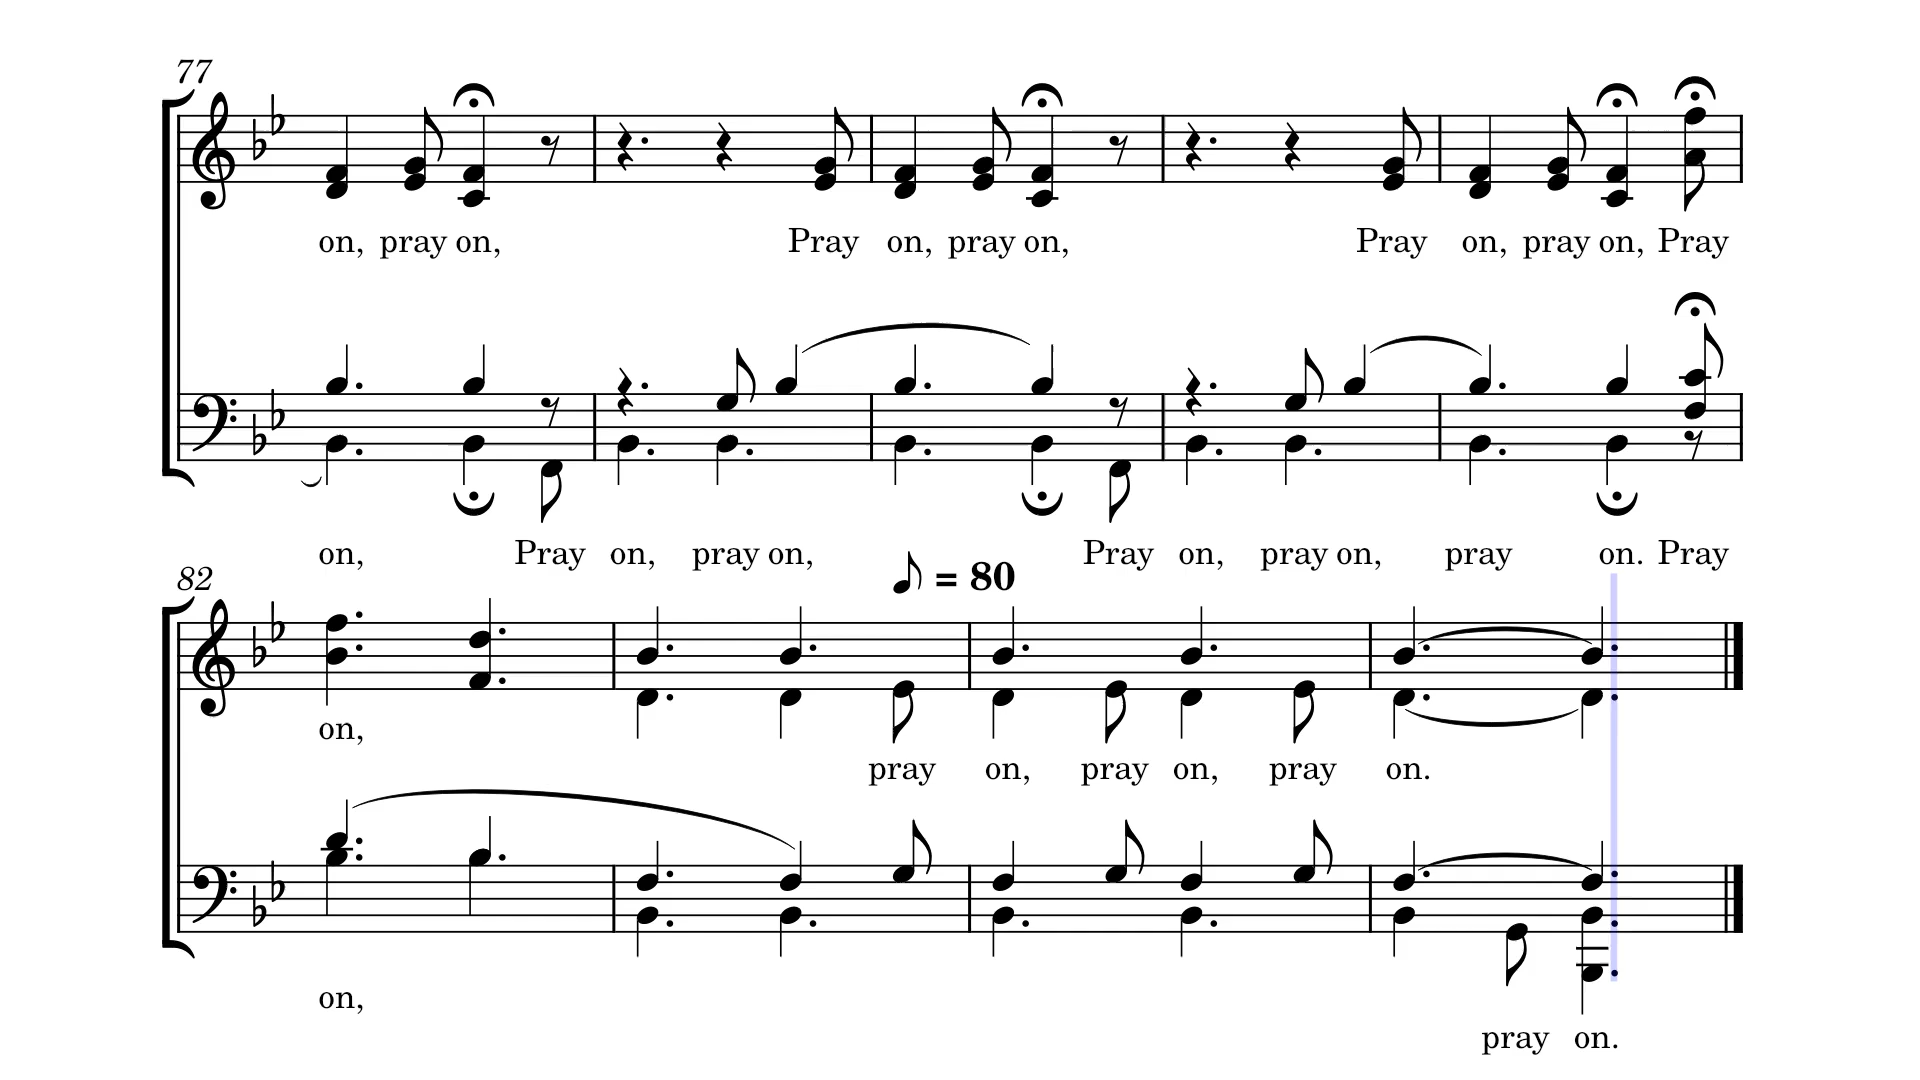 77
on, pray on, Pray on, pray on, Pray on, pray on, Pray
on, Pray on, pray on, Pray on, pray on, pray on. Pray
82
= 80
on,
pray on, pray on, pray on.
on,
pray on.